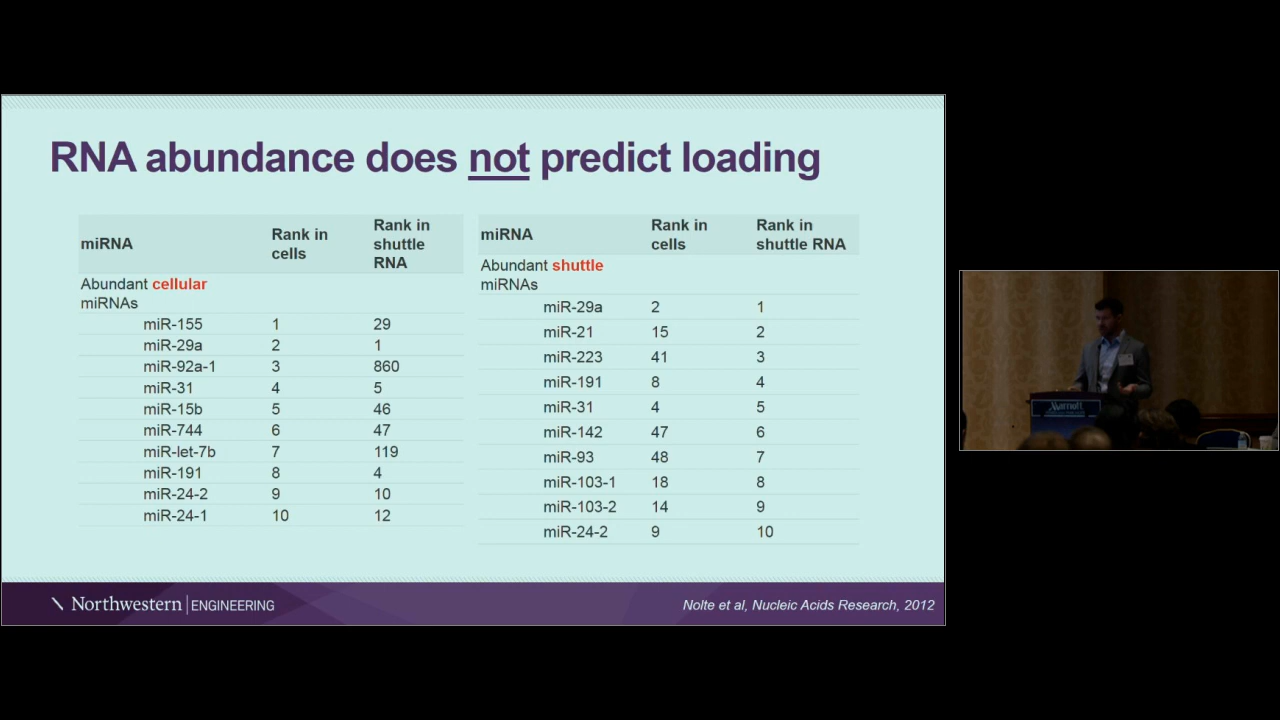 RNA abundance does not predict loading
miRNA
Rank in
cells
Rank in
shuttle
RNA
Abundant cellular
miRNAs
miR-155 1 29
miR-29a 2 1
miR-92a-1 3 860
miR-31 4 5
miR-15b 5 46
miR-744 6 47
miR-let-7b 7 119
miR-191 8 4
miR-24-2 9 10
miR-24-1 10 12
miRNA
Rank in
cells
Rank in
shuttle RNA
Abundant shuttle
miRNAs
miR-29a 2 1
miR-21 15 2
miR-223 41 3
miR-191 8 4
miR-31 4 5
miR-142 47 6
miR-93 48 7
miR-103-1 18 8
miR-103-2 14 9
miR-24-2 9 10
Northwestern ENGINEERING
Nolte et al, Nucleic Acids Research, 2012
Marriott